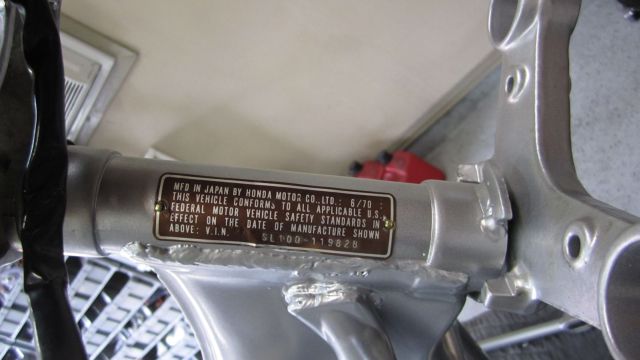 MFD IN JAPAN BY HONDA MOTOR CO., LTD.: 6/70
THIS VEHICLE CONFORMS TO ALL APPLICABLE U.S.
FEDERAL MOTOR VEHICLE SAFETY STANDARDS IN
EFFECT ON THE DATE OF MANUFACTURE SHOWN
ABOVE: V.I.N. SL100-119828